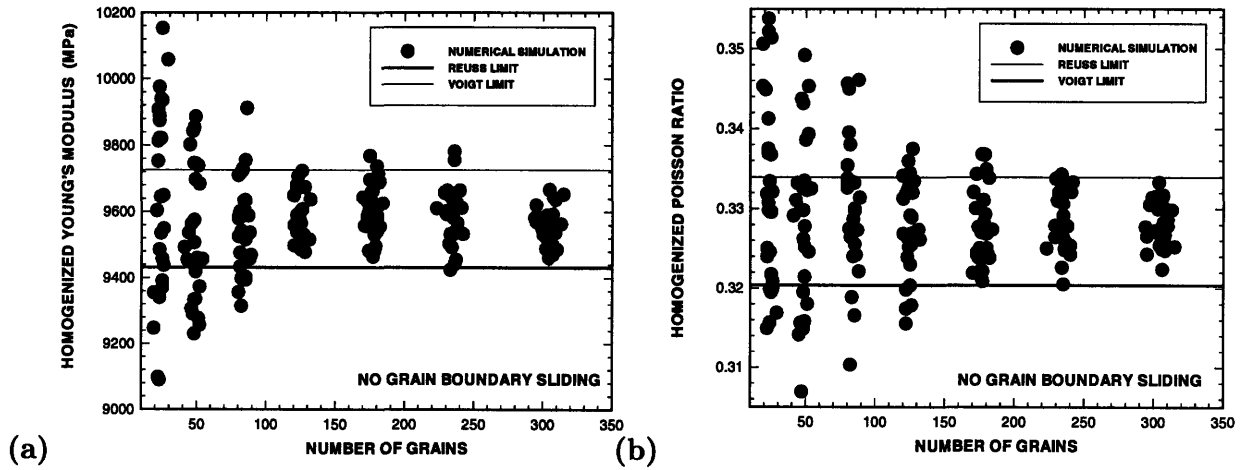 HOMOGENIZED YOUNG'S MODULUS (MPa)
10200
10000
9800
9600
9400
9200
9000
NUMERICAL SIMULATION
REUSS LIMIT
VOIGT LIMIT
NO GRAIN BOUNDARY SLIDING
50 100 150 200 250 300 350
NUMBER OF GRAINS
(a)
HOMOGENIZED POISSON RATIO
0.35
0.34
0.33
0.32
0.31
NUMERICAL SIMULATION
REUSS LIMIT
VOIGT LIMIT
NO GRAIN BOUNDARY SLIDING
50 100 150 200 250 300 350
NUMBER OF GRAINS
(b)